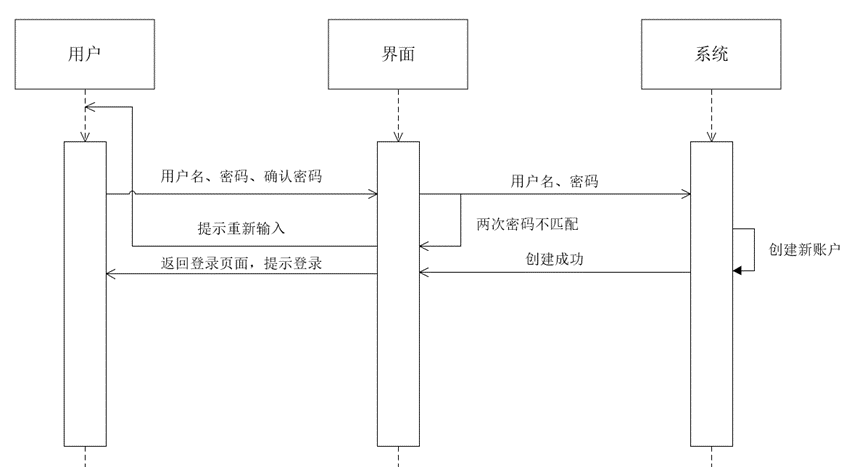 用户
界面
系统
用户名、密码、确认密码
用户名、密码
提示重新输入
两次密码不匹配
创建新账户
返回登录页面，提示登录
创建成功